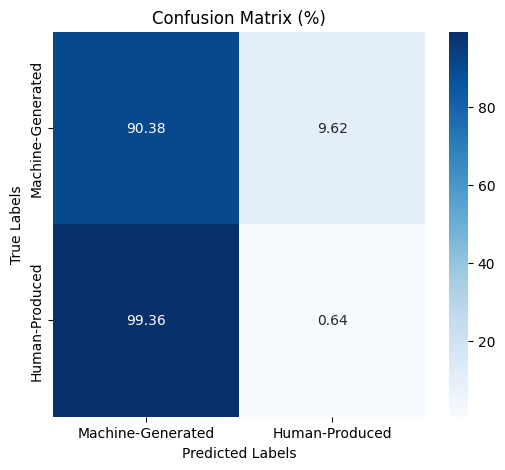 Confusion Matrix (%)
True Labels
Machine-Generated
Human-Produced
90.38
9.62
99.36
0.64
Machine-Generated
Human-Produced
Predicted Labels
80
60
40
20